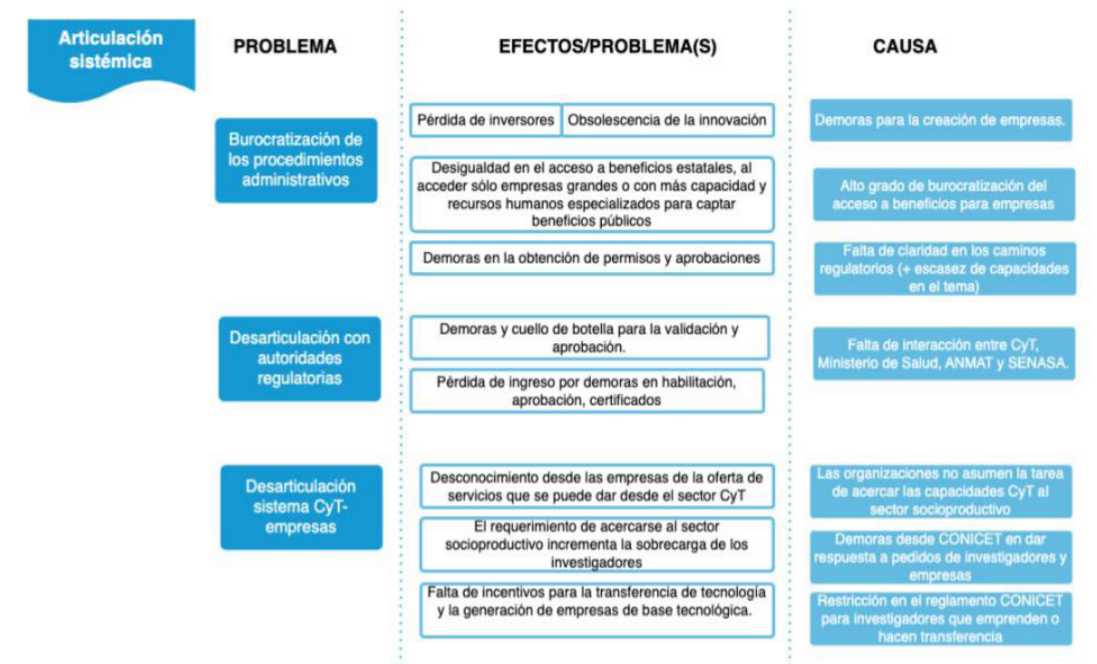 Articulación
sistémica
PROBLEMA
EFECTOS/PROBLEMA(S)
CAUSA
Burocratización de
los procedimientos
administrativos
Pérdida de inversores
Obsolescencia de la innovación
Demoras para la creación de empresas.
Desigualdad en el acceso a beneficios estatales, al
acceder sólo empresas grandes o con más capacidad y
recursos humanos especializados para captar
beneficios públicos
Alto grado de burocratización del
acceso a beneficios para empresas
Demoras en la obtención de permisos y aprobaciones
Falta de claridad en los caminos
regulatorios (+ escasez de capacidades
en el tema)
Desarticulación con
autoridades
regulatorias
Demoras y cuello de botella para la validación y
aprobación.
Pérdida de ingreso por demoras en habilitación,
aprobación, certificados
Falta de interacción entre CyT,
Ministerio de Salud, ANMAT y SENASA.
Desarticulación
sistema CyT-
empresas
Desconocimiento desde las empresas de la oferta de
servicios que se puede dar desde el sector CyT
Las organizaciones no asumen la tarea
de acercar las capacidades CyT al
sector socioproductivo
El requerimiento de acercarse al sector
socioproductivo incrementa la sobrecarga de los
investigadores
Demoras desde CONICET en dar
respuesta a pedidos de investigadores y
empresas
Falta de incentivos para la transferencia de tecnología
y la generación de empresas de base tecnológica.
Restricción en el reglamento CONICET
para investigadores que emprenden o
hacen transferencia